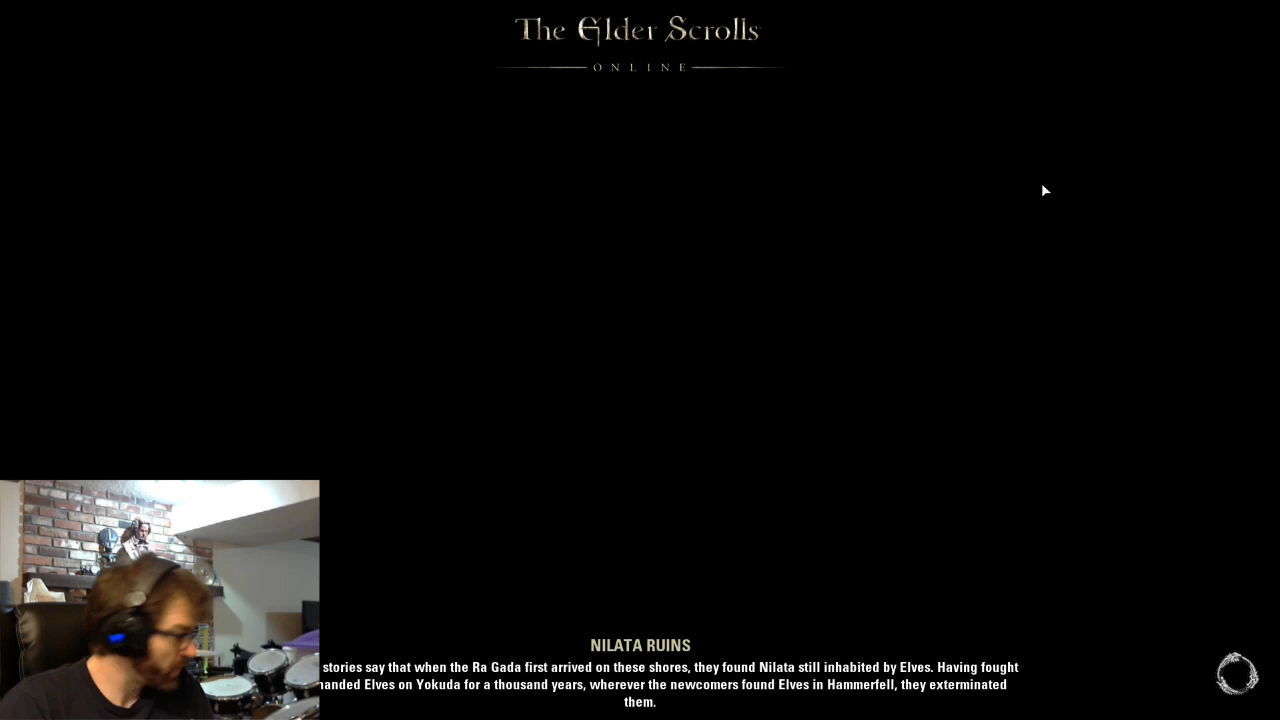 The Elder Scrolls
ONLINE
NILATA RUINS
stories say that when the Ra Gada first arrived on these shores, they found Nilata still inhabited by Elves. Having fought
Elves on Yokuda for a thousand years, wherever the newcomers found Elves in Hammerfell, they exterminated
them.